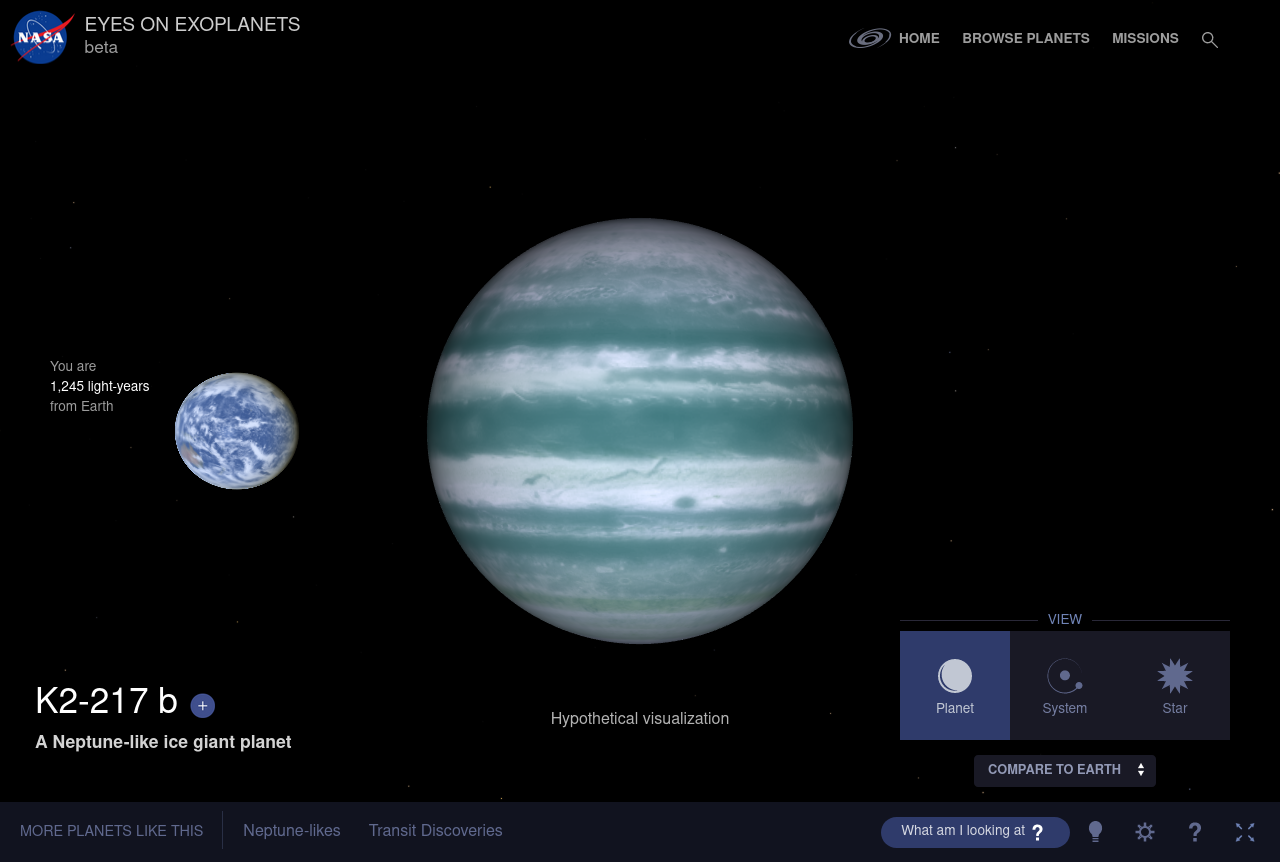 NASA
EYES ON EXOPLANETS
beta
HOME
BROWSE PLANETS
MISSIONS
You are
1,245 light-years
from Earth
K2-217 b
+
A Neptune-like ice giant planet
Hypothetical visualization
VIEW
Planet
System
Star
COMPARE TO EARTH
MORE PLANETS LIKE THIS
Neptune-likes
Transit Discoveries
What am I looking at ?
?